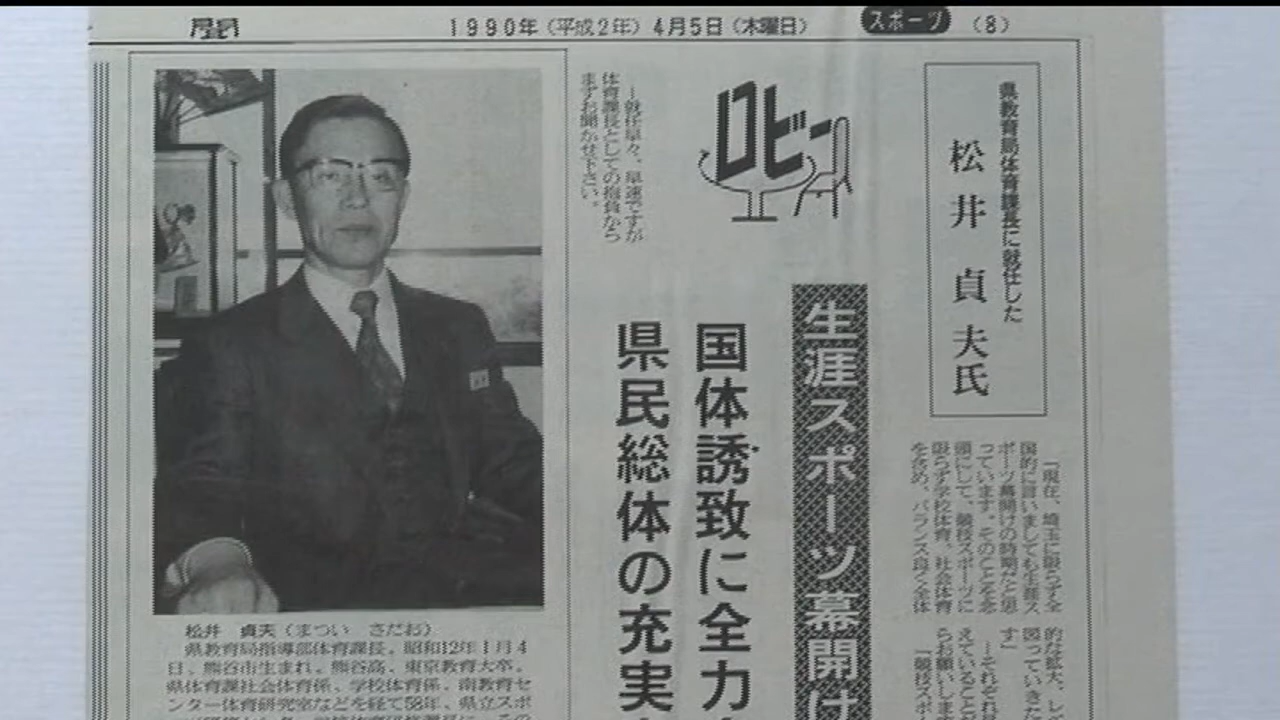 聞
1990年(平成2年)4月5日(木曜日)
スポーツ
(8)
県教育局体育課長に就任した
松井貞夫氏
ロビー
生涯スポーツ幕開け
国体誘致に全力
県民総体の充実
―就任早々、早速ですが
体育課長としての抱負から
まずお聞かせ下さい。
「現在、埼玉に限らず全
国的に言いましても生涯ス
ポーツ幕開けの時期だと思
っています。そのことを念
頭にして、競技スポーツに
限らず学校体育、社会体育
を含め、バランス良く全体
的な拡大、レベ
図っていきた
す」
―それぞれ
えていること
らお願いしま
「競技スポ
松井 貞夫(まつい さだお)
県教育局指導部体育課長。昭和12年1月4
日、熊谷市生まれ。熊谷高、東京教育大卒。
県体育課社会体育係、学校体育係、南教育セ
ンター体育研究室などを経て58年、県立スポ